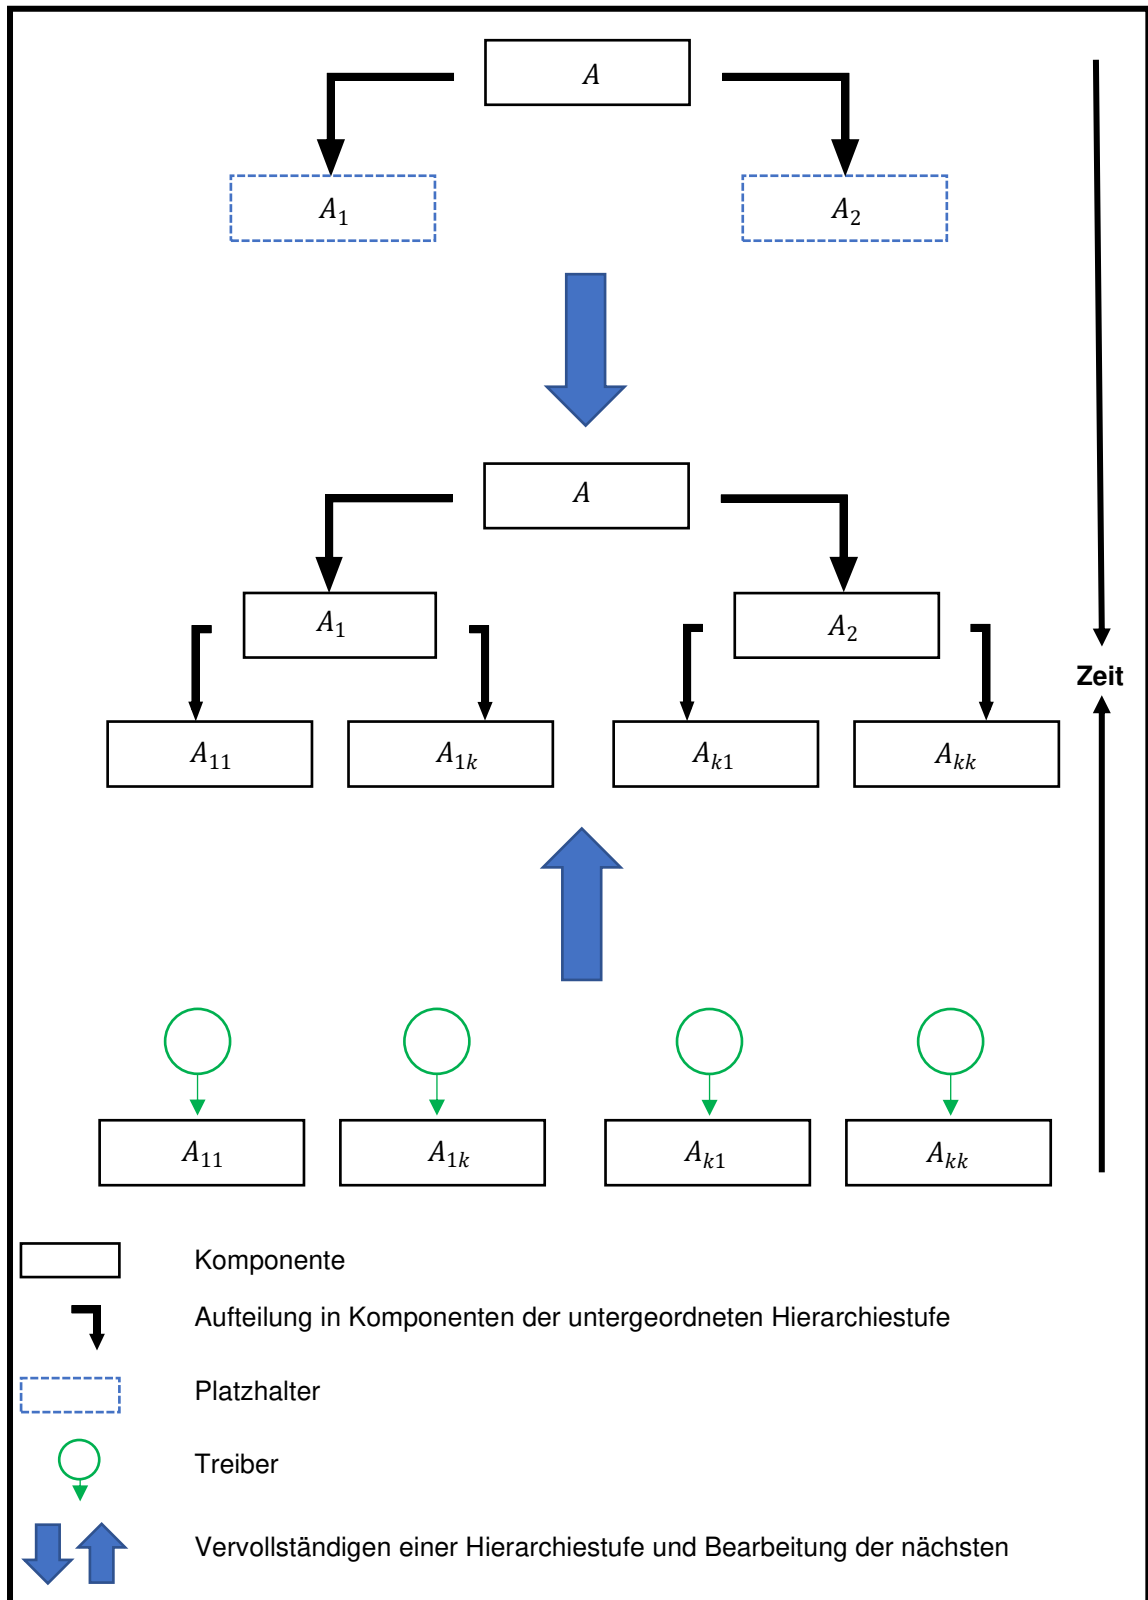 A
A₁ A₂
A
A₁ A₂
Zeit
A₁₁ A₁ₖ Aₖ₁ Aₖₖ
A₁₁ A₁ₖ Aₖ₁ Aₖₖ
Komponente
Aufteilung in Komponenten der untergeordneten Hierarchiestufe
Platzhalter
Treiber
Vervollständigen einer Hierarchiestufe und Bearbeitung der nächsten